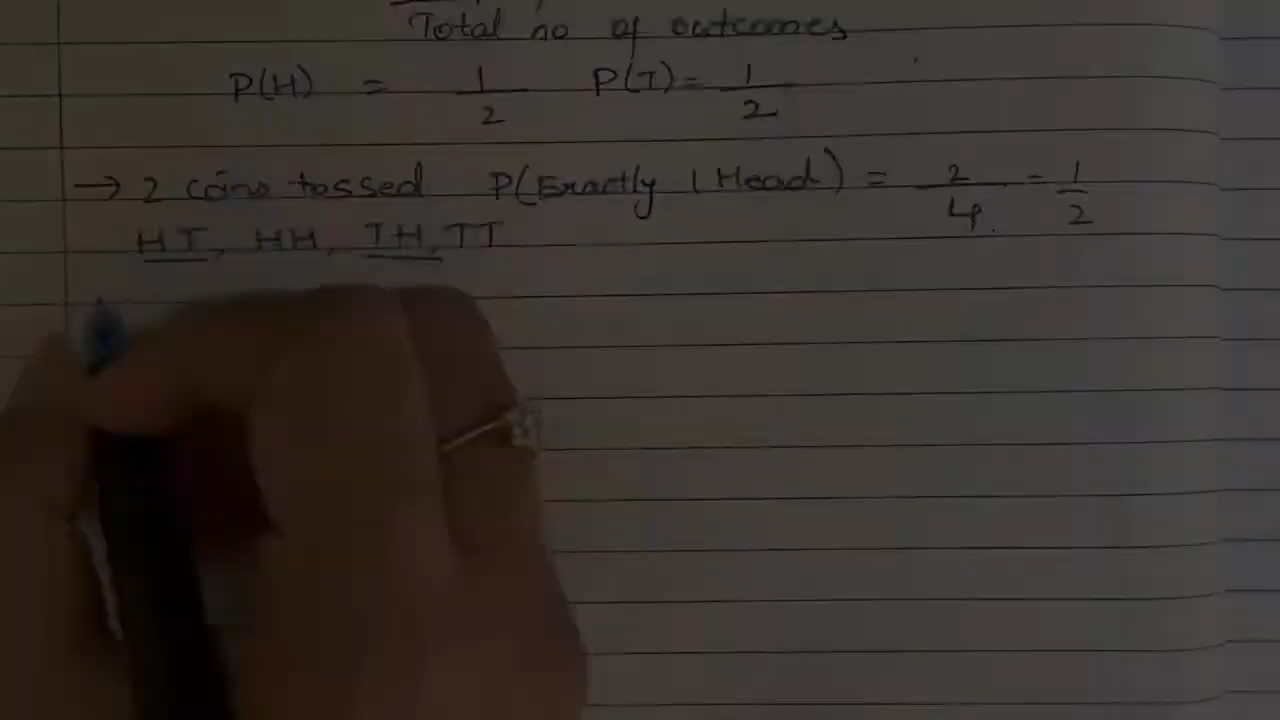 Total no of outcomes
P(H) = 1/2 P(T) = 1/2
→ 2 coins tossed P(Exactly 1 Head) = 2/4 = 1/2
HT, HH, TH, TT